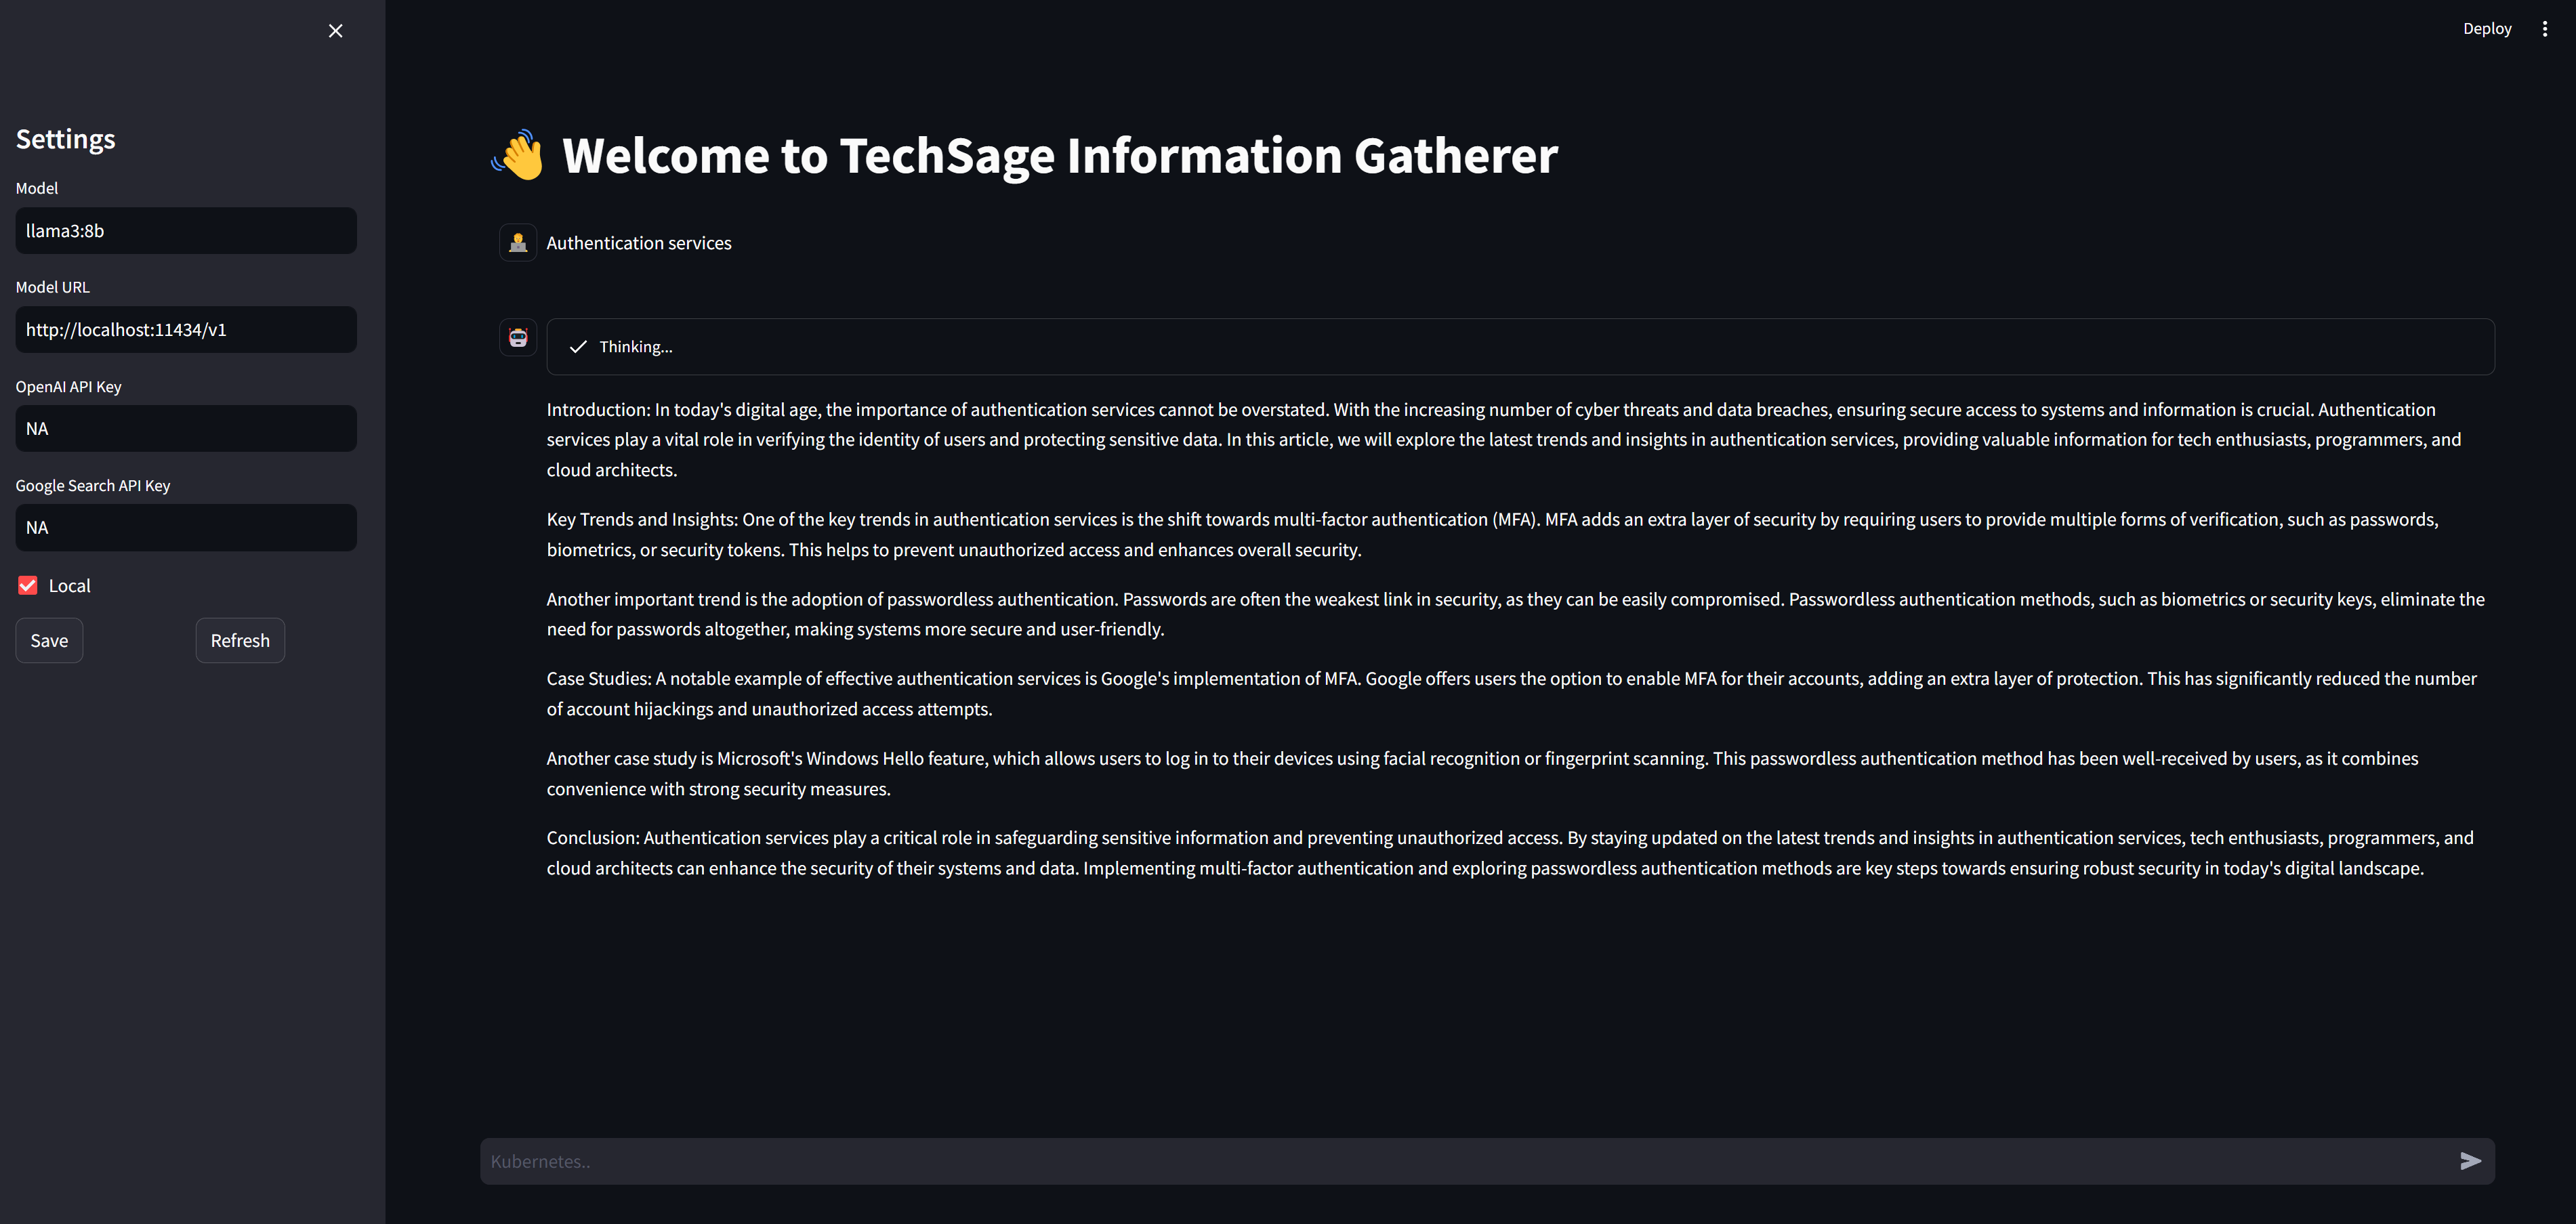 Deploy
Settings
Model
llama3:8b
Model URL
http://localhost:11434/v1
OpenAI API Key
NA
Google Search API Key
NA
Local
Save
Refresh
👋 Welcome to TechSage Information Gatherer
Authentication services
Thinking...
Introduction: In today's digital age, the importance of authentication services cannot be overstated. With the increasing number of cyber threats and data breaches, ensuring secure access to systems and information is crucial. Authentication
services play a vital role in verifying the identity of users and protecting sensitive data. In this article, we will explore the latest trends and insights in authentication services, providing valuable information for tech enthusiasts, programmers, and
cloud architects.
Key Trends and Insights: One of the key trends in authentication services is the shift towards multi-factor authentication (MFA). MFA adds an extra layer of security by requiring users to provide multiple forms of verification, such as passwords,
biometrics, or security tokens. This helps to prevent unauthorized access and enhances overall security.
Another important trend is the adoption of passwordless authentication. Passwords are often the weakest link in security, as they can be easily compromised. Passwordless authentication methods, such as biometrics or security keys, eliminate the
need for passwords altogether, making systems more secure and user-friendly.
Case Studies: A notable example of effective authentication services is Google's implementation of MFA. Google offers users the option to enable MFA for their accounts, adding an extra layer of protection. This has significantly reduced the number
of account hijackings and unauthorized access attempts.
Another case study is Microsoft's Windows Hello feature, which allows users to log in to their devices using facial recognition or fingerprint scanning. This passwordless authentication method has been well-received by users, as it combines
convenience with strong security measures.
Conclusion: Authentication services play a critical role in safeguarding sensitive information and preventing unauthorized access. By staying updated on the latest trends and insights in authentication services, tech enthusiasts, programmers, and
cloud architects can enhance the security of their systems and data. Implementing multi-factor authentication and exploring passwordless authentication methods are key steps towards ensuring robust security in today's digital landscape.
Kubernetes..